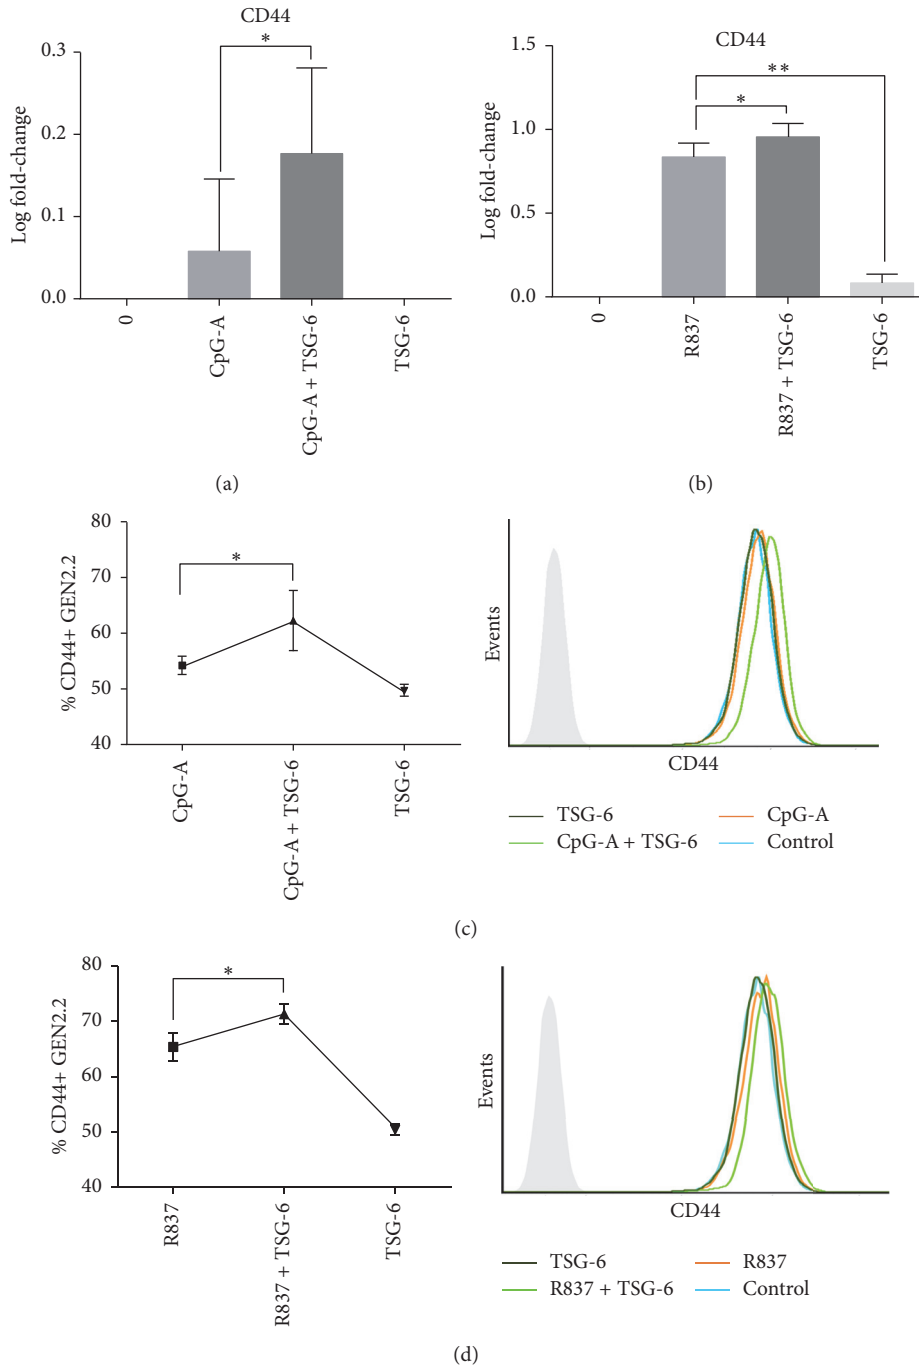 CD44
*
0.3
0.2
0.1
0.0
Log fold-change
0
CpG-A
CpG-A + TSG-6
TSG-6
(a)
CD44
**
*
1.5
1.0
0.5
0.0
Log fold-change
0
R837
R837 + TSG-6
TSG-6
(b)
80
70
60
50
40
% CD44+ GEN2.2
*
CpG-A
CpG-A + TSG-6
TSG-6
Events
CD44
TSG-6
CpG-A
CpG-A + TSG-6
Control
(c)
80
70
60
50
40
% CD44+ GEN2.2
*
R837
R837 + TSG-6
TSG-6
Events
CD44
TSG-6
R837
R837 + TSG-6
Control
(d)